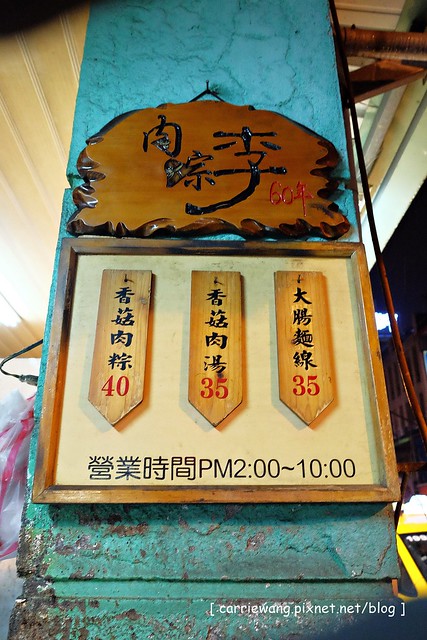 肉粽李
60年
香菇肉粽
40
香菇肉湯
35
大腸麵線
35
營業時間PM2:00~10:00
[ carriewang.pixnet.net/blog ]